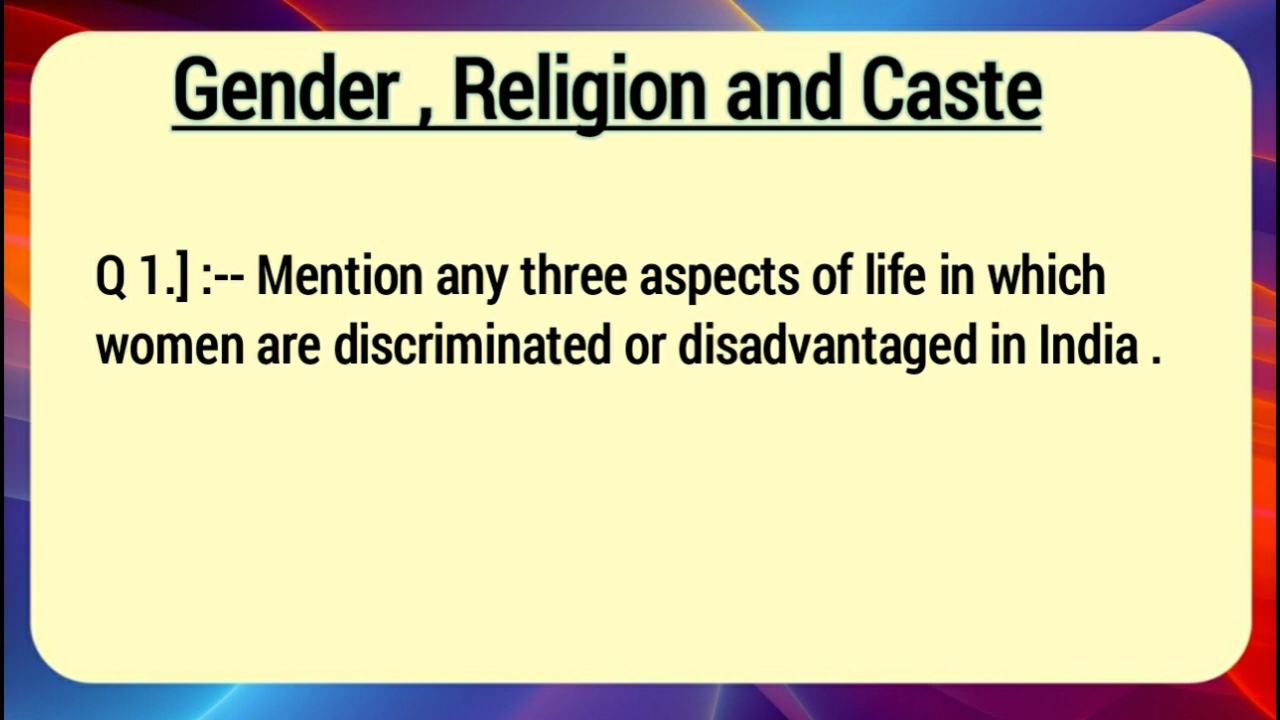 Gender , Religion and Caste
Q 1.] :-- Mention any three aspects of life in which
women are discriminated or disadvantaged in India .